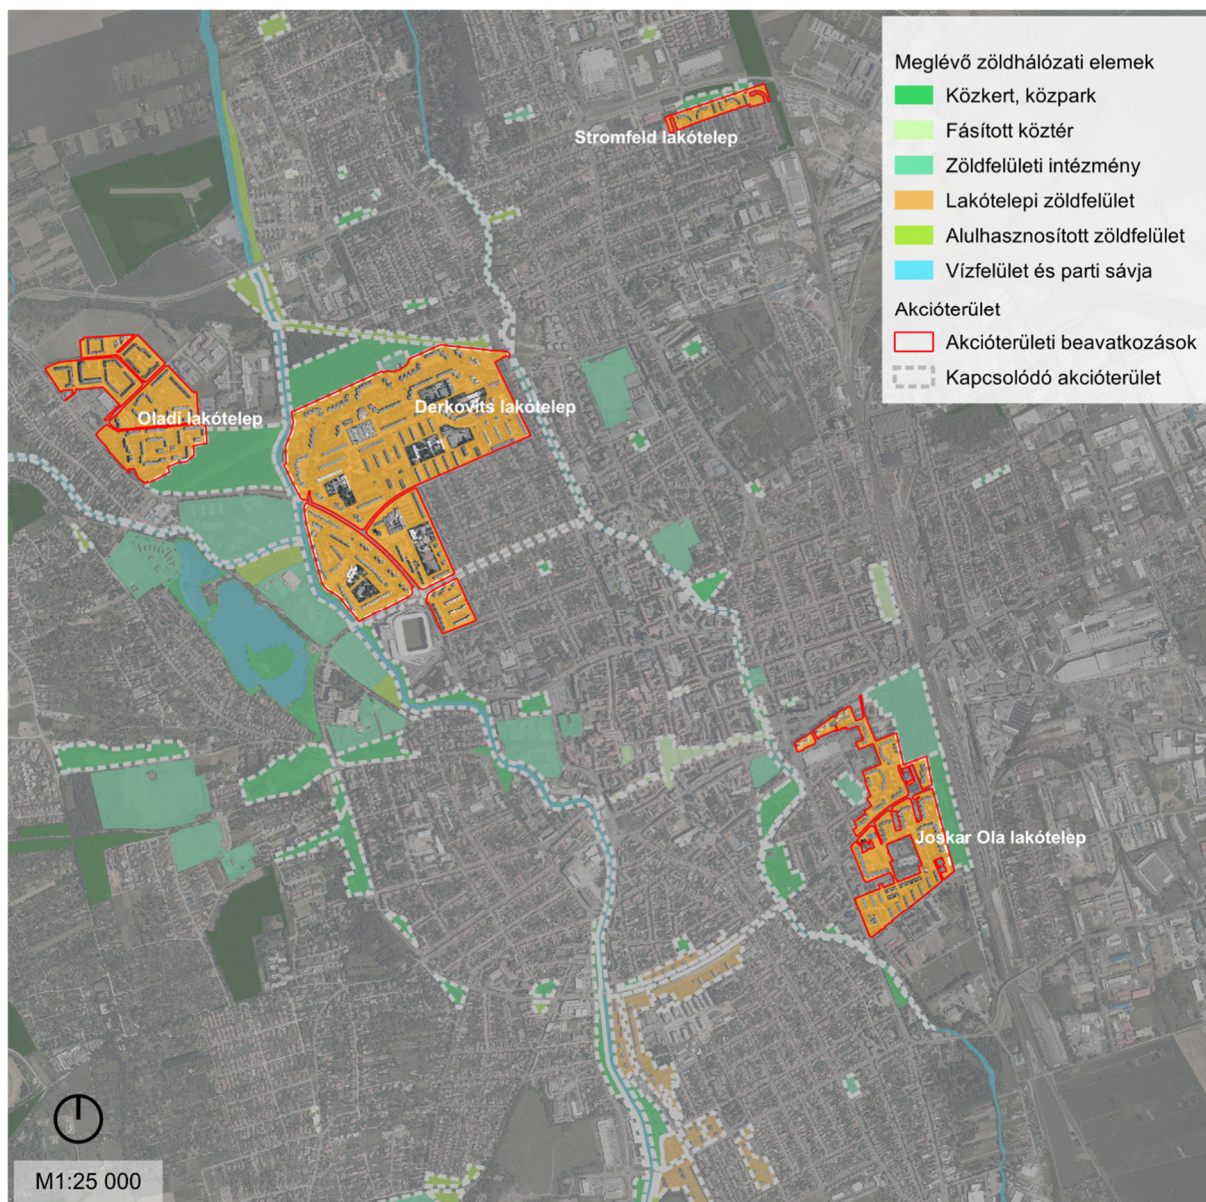 Meglévő zöldhálózati elemek
Közkert, közpark
Fásított köztér
Zöldfelületi intézmény
Lakótelepi zöldfelület
Alulhasznosított zöldfelület
Vízfelület és parti sávja
Akcióterület
Akcióterületi beavatkozások
Kapcsolódó akcióterület
Stromfeld lakótelep
Derkovits lakótelep
Oladi lakótelep
Joskar Ola lakótelep
M1:25 000